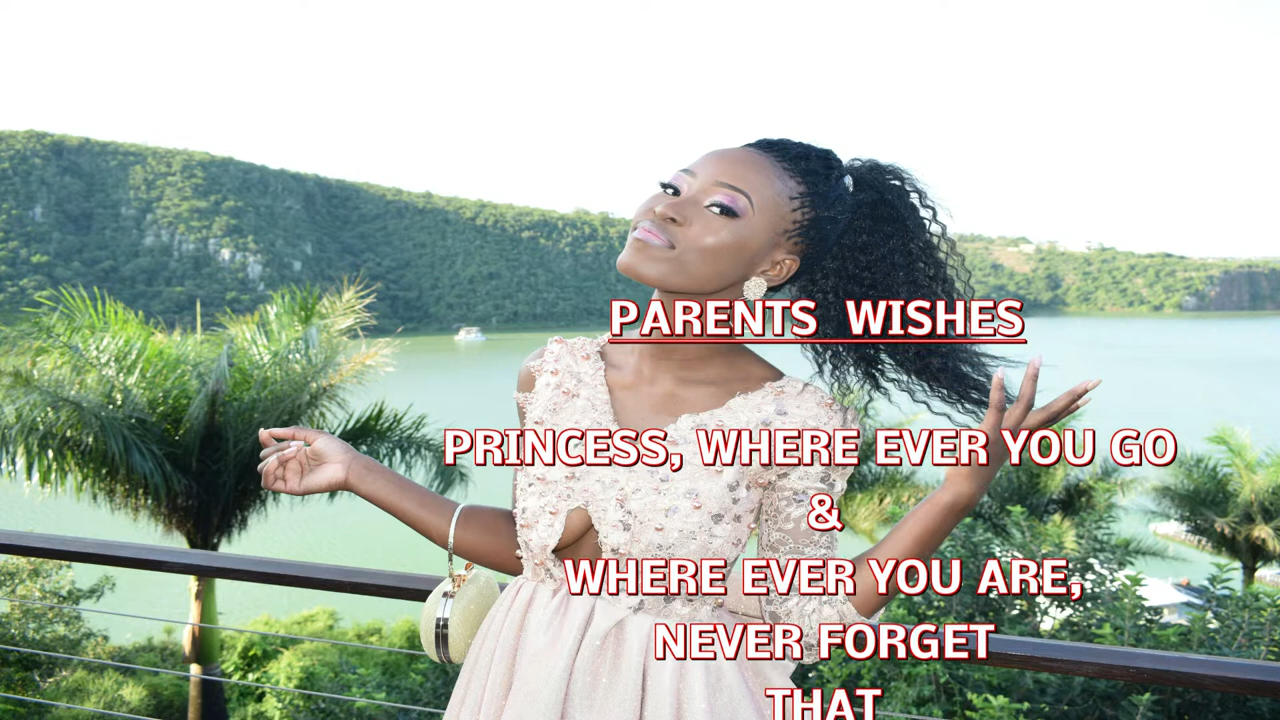 PARENTS WISHES
PRINCESS, WHERE EVER YOU GO
&
WHERE EVER YOU ARE,
NEVER FORGET
THAT